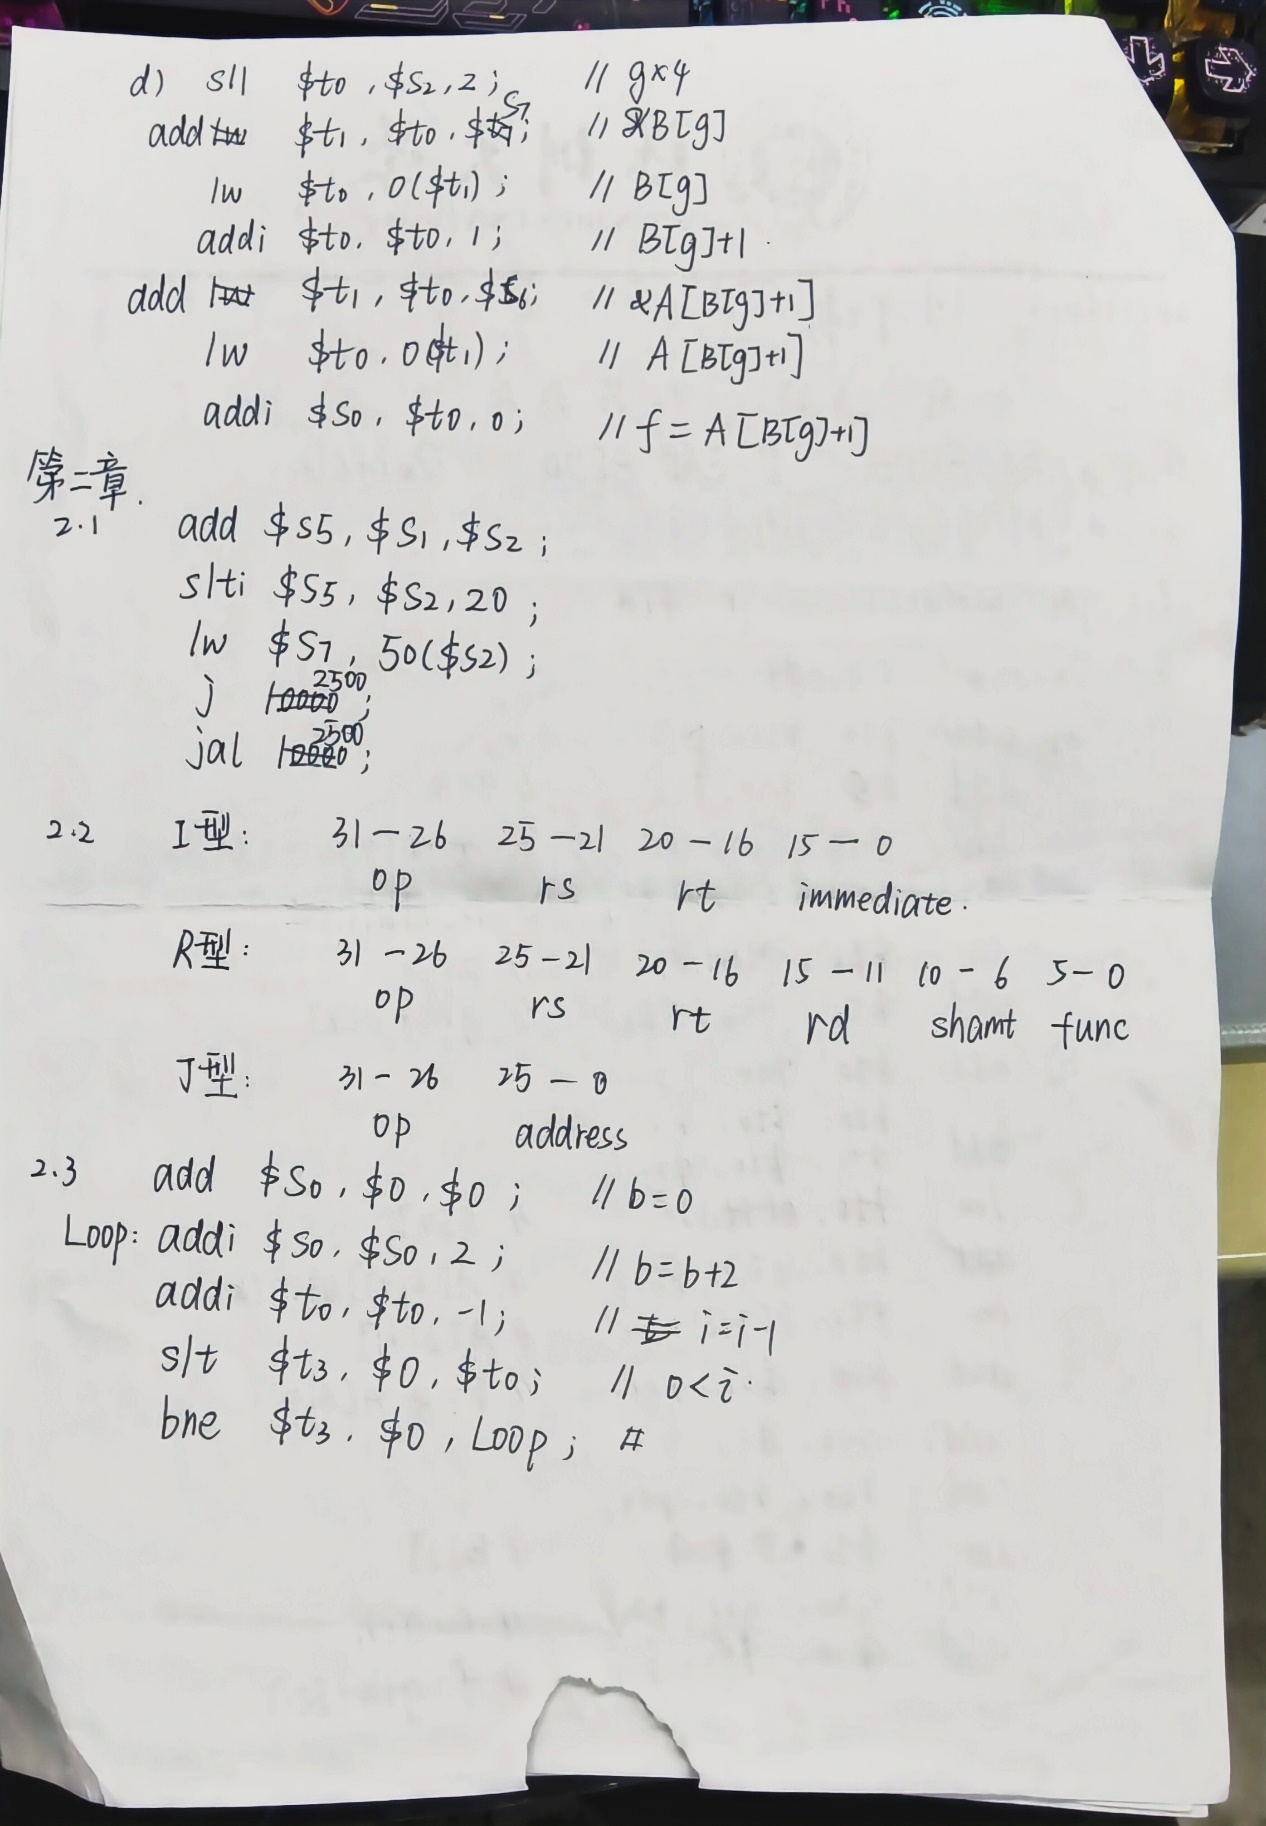 d) sll $t0, $s2, 2; // g×4
add $t1, $t0, $s7; // &B[g]
lw $t0, 0($t1); // B[g]
addi $t0, $t0, 1; // B[g]+1
add $t1, $t0, $s6; // &A[B[g]+1]
lw $t0, 0($t1); // A[B[g]+1]
addi $s0, $t0, 0; // f = A[B[g]+1]
第二章.
2.1 add $s5, $s1, $s2;
slti $s5, $s2, 20;
lw $s7, 50($s2);
j 2500;
jal 2500;
2.2 I型: 31-26 25-21 20-16 15-0
op rs rt immediate.
R型: 31-26 25-21 20-16 15-11 10-6 5-0
op rs rt rd shamt func
J型: 31-26 25-0
op address
2.3 add $s0, $0, $0; // b=0
Loop: addi $s0, $s0, 2; // b=b+2
addi $t0, $t0, -1; // i=i-1
slt $t3, $0, $t0; // 0<i.
bne $t3, $0, Loop; #